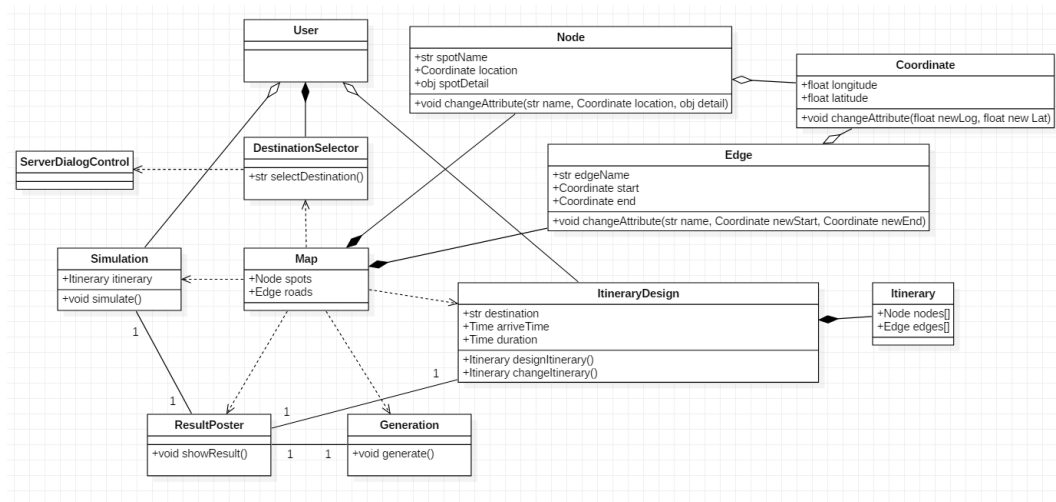 User
Node
+str spotName
+Coordinate location
+obj spotDetail
+void changeAttribute(str name, Coordinate location, obj detail)
Coordinate
+float longitude
+float latitude
+void changeAttribute(float newLog, float new Lat)
ServerDialogControl
DestinationSelector
+str selectDestination()
Edge
+str edgeName
+Coordinate start
+Coordinate end
+void changeAttribute(str name, Coordinate newStart, Coordinate newEnd)
Simulation
+Itinerary itinerary
+void simulate()
Map
+Node spots
+Edge roads
ItineraryDesign
+str destination
+Time arriveTime
+Time duration
+Itinerary designItinerary()
+Itinerary changeItinerary()
Itinerary
+Node nodes[]
+Edge edges[]
1
1
1
1
ResultPoster
+void showResult()
1
1
Generation
+void generate()